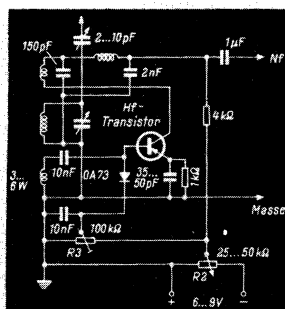 2...10pF
150pF
1µF
Nf
2nF
Hf-
Transistor
4kΩ
3...
6W
10nF
0A73
35...
50pF
1kΩ
Masse
10nF
100kΩ
R3
25...50kΩ
R2
+
−
6...9V